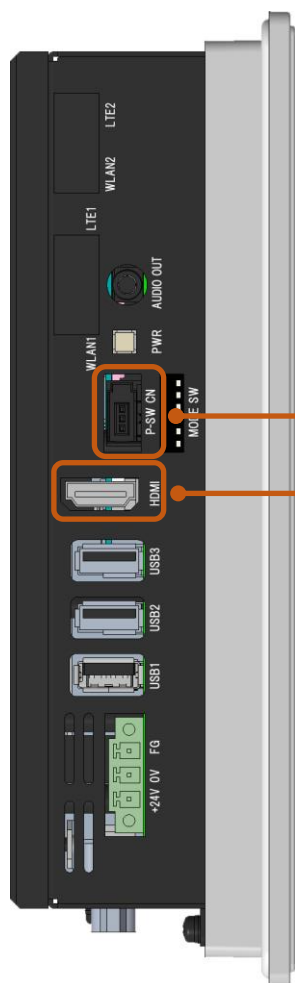 LTE2
WLAN2
LTE1
WLAN1
AUDIO OUT
PWR
P-SW CN
MODE SW
HDMI
USB3
USB2
USB1
+24V 0V FG